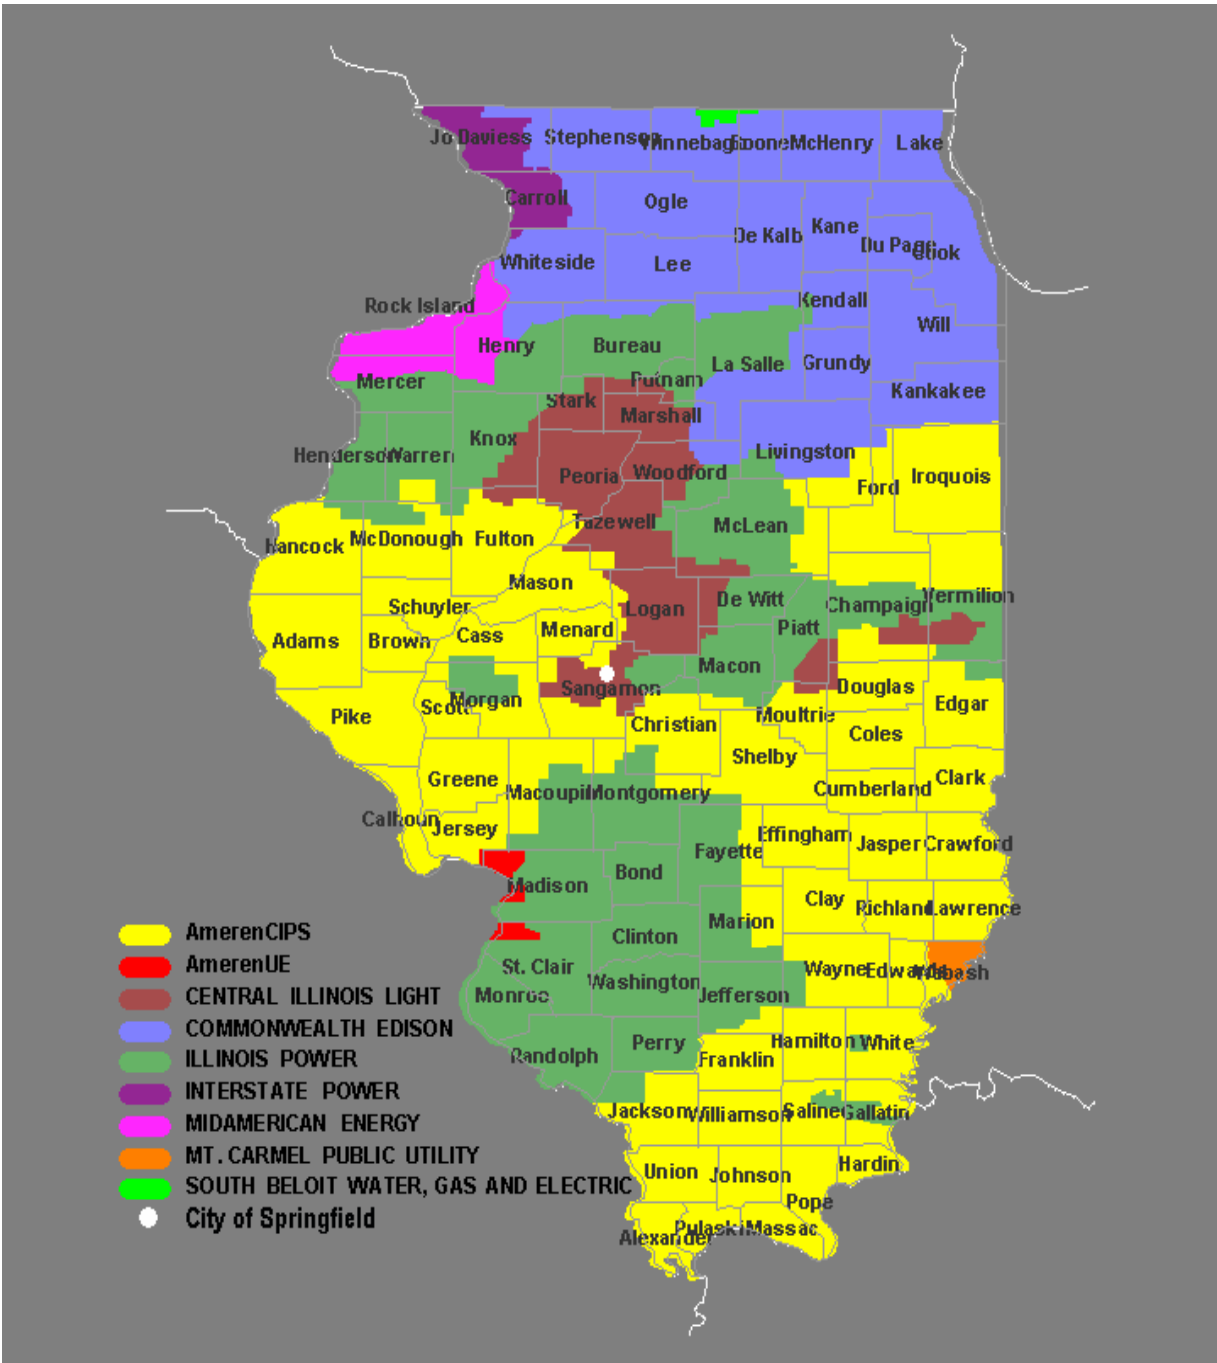 Jo Daviess Stephenson Winnebago Boone McHenry Lake
Carroll Ogle De Kalb Kane Du Page Cook
Whiteside Lee
Rock Island Kendall Will
Henry Bureau La Salle Grundy
Mercer Putnam Kankakee
Stark Marshall
Henderson Warren Knox Livingston
Peoria Woodford Ford Iroquois
Hancock McDonough Fulton Tazewell McLean
Mason
Schuyler Logan De Witt Champaign Vermilion
Adams Brown Cass Menard Piatt
Macon
Pike Scott Morgan Sangamon Douglas Edgar
Christian Moultrie Coles
Shelby
Greene Macoupin Montgomery Cumberland Clark
Calhoun Jersey Effingham Jasper Crawford
Fayette
Madison Bond
Clay Richland Lawrence
Marion
Clinton
St. Clair Wayne Edwards Wabash
Washington
Monroe Jefferson
Randolph Perry Franklin Hamilton White
Jackson Williamson Saline Gallatin
Union Johnson Hardin
Pope
Alexander Pulaski Massac
AmerenCIPS
AmerenUE
CENTRAL ILLINOIS LIGHT
COMMONWEALTH EDISON
ILLINOIS POWER
INTERSTATE POWER
MIDAMERICAN ENERGY
MT. CARMEL PUBLIC UTILITY
SOUTH BELOIT WATER, GAS AND ELECTRIC
City of Springfield